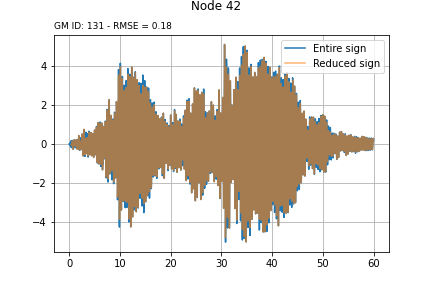 Node 42
GM ID: 131 - RMSE = 0.18
Entire sign
Reduced sign
4
2
0
−2
−4
0 10 20 30 40 50 60